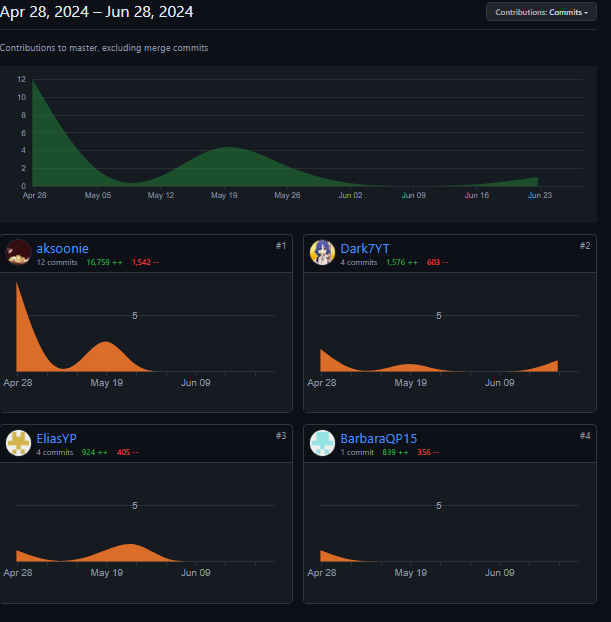 Apr 28, 2024 – Jun 28, 2024
Contributions: Commits
Contributions to master, excluding merge commits
12
10
8
6
4
2
0
Apr 28 May 05 May 12 May 19 May 26 Jun 02 Jun 09 Jun 16 Jun 23
aksoonie #1
12 commits 16,759 ++ 1,542 --
5
Apr 28 May 19 Jun 09
Dark7YT #2
4 commits 1,576 ++ 603 --
5
Apr 28 May 19 Jun 09
EliasYP #3
4 commits 924 ++ 405 --
5
Apr 28 May 19 Jun 09
BarbaraQP15 #4
1 commit 839 ++ 356 --
5
Apr 28 May 19 Jun 09